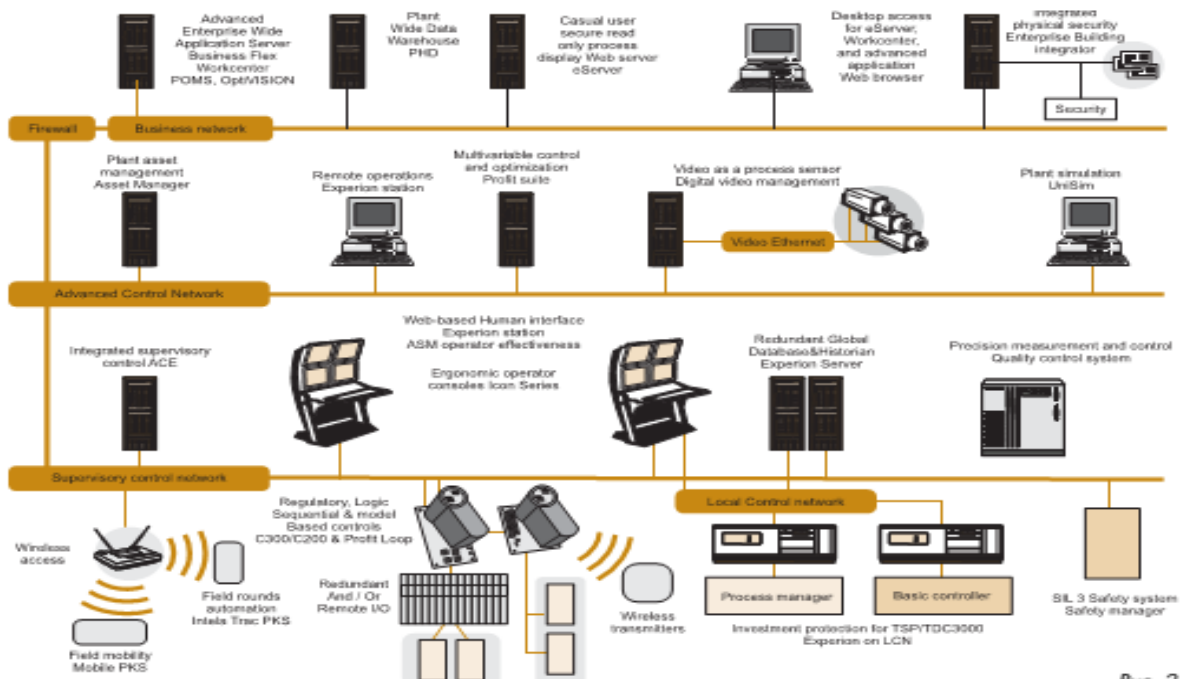 Advanced
Enterprise Wide
Application Server
Business Flex
Workcenter
POMS, OptiVISION
Plant
Wide Data
Warehouse
PHD
Casual user
secure read
only process
display Web server
eServer
Desktop access
for eServer,
Workcenter,
and advanced
application
Web browser
Integrated
physical security
Enterprise Building
integrator
Security
Firewall
Business network
Plant asset
management
Asset Manager
Remote operations
Experion station
Multivariable control
and optimization
Profit suite
Video as a process sensor
Digital video management
Video Ethernet
Plant simulation
UniSim
Advanced Control Network
Integrated supervisory
control ACE
Web-based Human interface
Experion station
ASM operator effectiveness
Ergonomic operator
consoles Icon Series
Redundant Global
Database&Historian
Experion Server
Precision measurement and control
Quality control system
Supervisory control network
Wireless
access
Field rounds
automation
Intela Trac PKS
Field mobility
Mobile PKS
Regulatory, Logic
Sequential & model
Based controls
C300/C200 & Profit Loop
Redundant
And / Or
Remote I/O
Wireless
transmitters
Local Control network
Process manager
Basic controller
Investment protection for TSP/TDC3000
Experion on LCN
SIL 3 Safety system
Safety manager